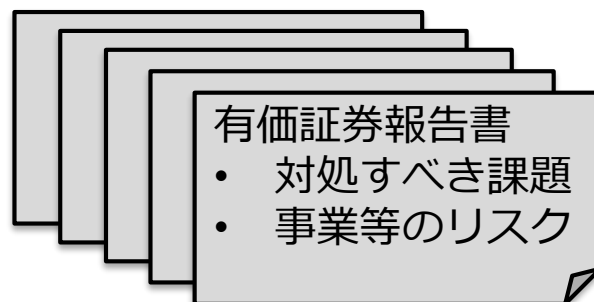 有価証券報告書
• 対処すべき課題
• 事業等のリスク